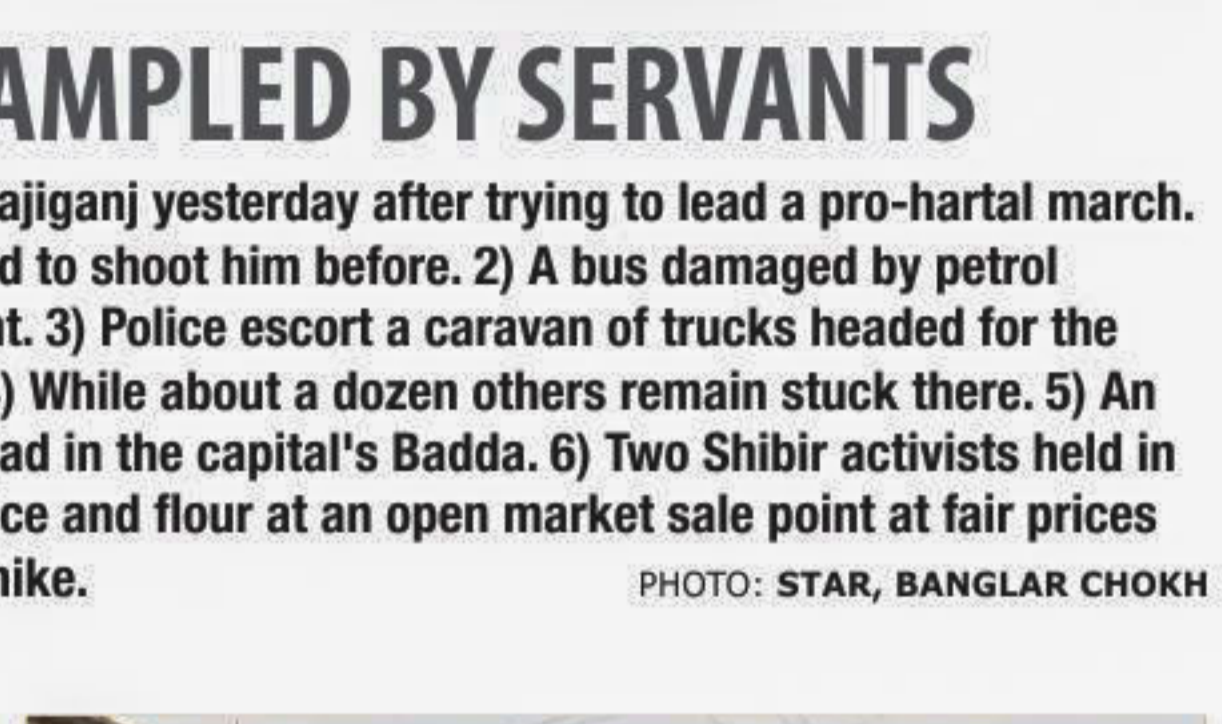 AMPLED BY SERVANTS
ajiganj yesterday after trying to lead a pro-hartal march.
d to shoot him before. 2) A bus damaged by petrol
t. 3) Police escort a caravan of trucks headed for the
) While about a dozen others remain stuck there. 5) An
ad in the capital's Badda. 6) Two Shibir activists held in
ce and flour at an open market sale point at fair prices
hike.
PHOTO: STAR, BANGLAR CHOKH